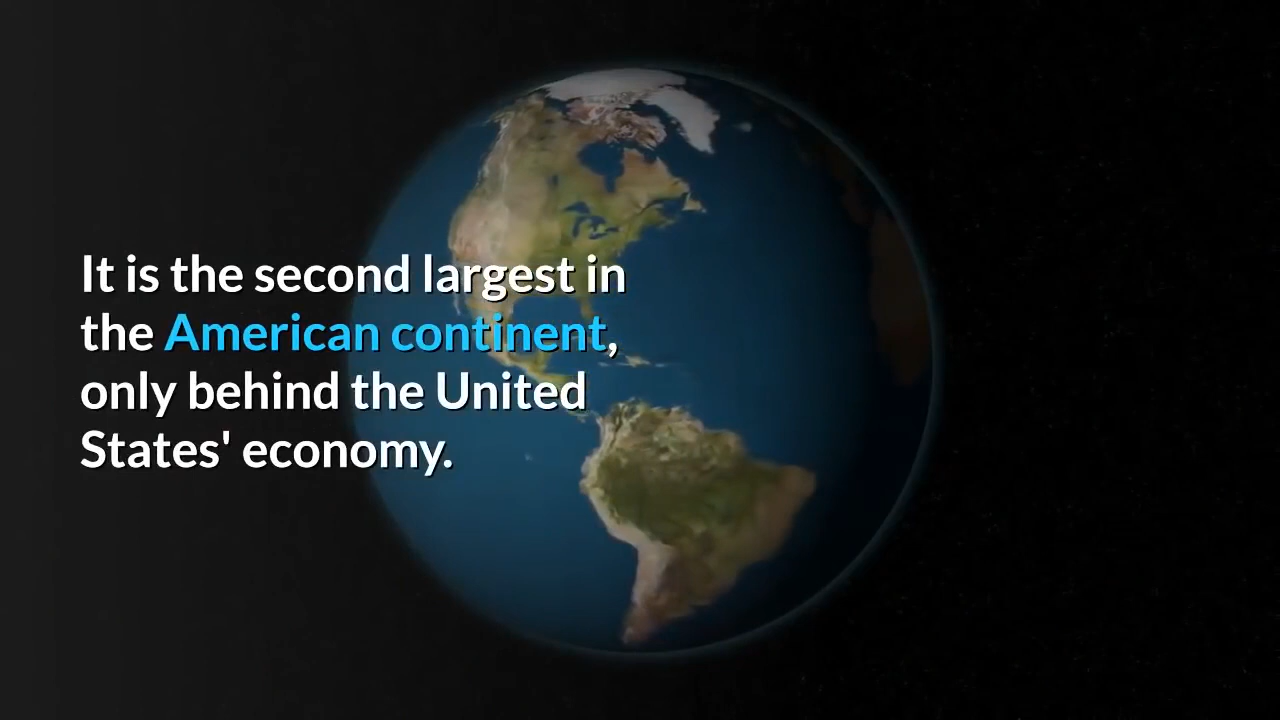 It is the second largest in
the American continent,
only behind the United
States' economy.